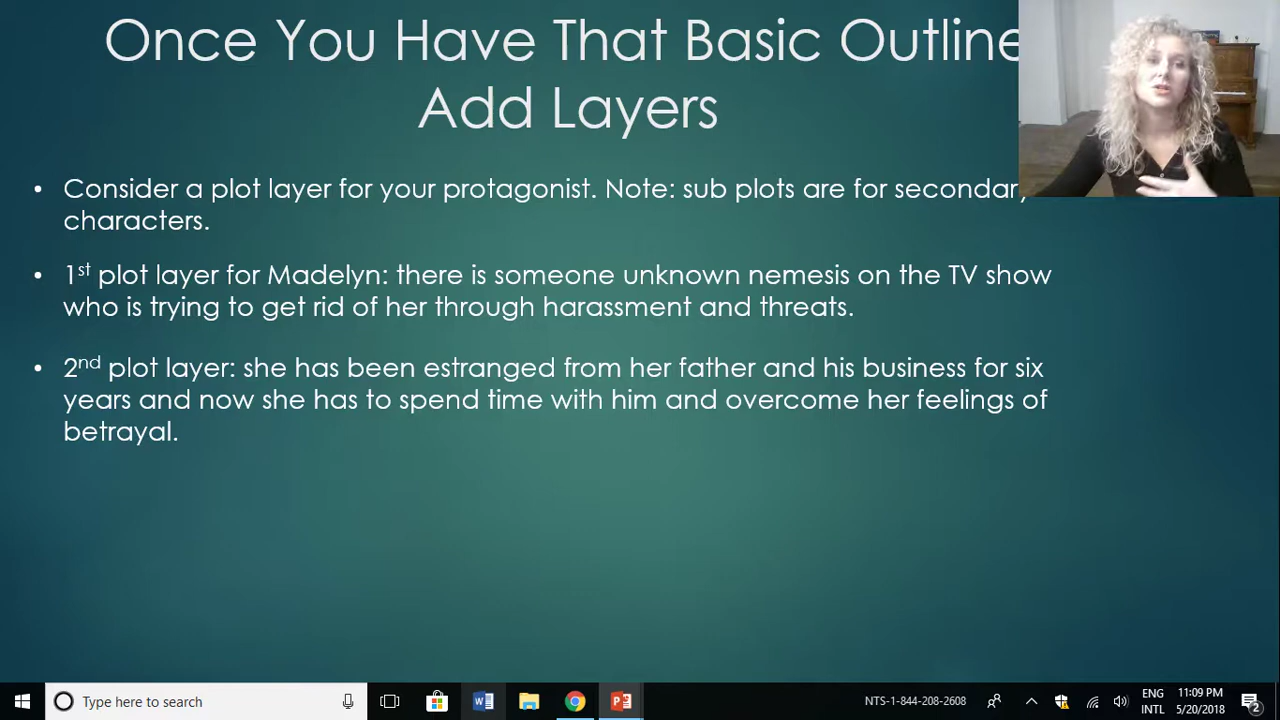 Once You Have That Basic Outline
Add Layers
• Consider a plot layer for your protagonist. Note: sub plots are for secondary
characters.
• 1st plot layer for Madelyn: there is someone unknown nemesis on the TV show
who is trying to get rid of her through harassment and threats.
• 2nd plot layer: she has been estranged from her father and his business for six
years and now she has to spend time with him and overcome her feelings of
betrayal.
Type here to search
NTS-1-844-208-2608
ENG
INTL
11:09 PM
5/20/2018
2